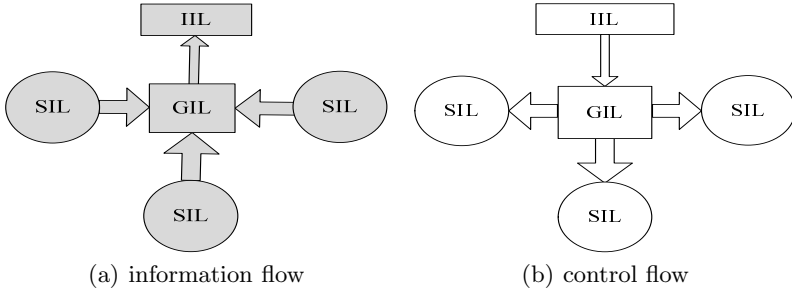 IIL
SIL
GIL
SIL
SIL
(a) information flow
IIL
SIL
GIL
SIL
SIL
(b) control flow